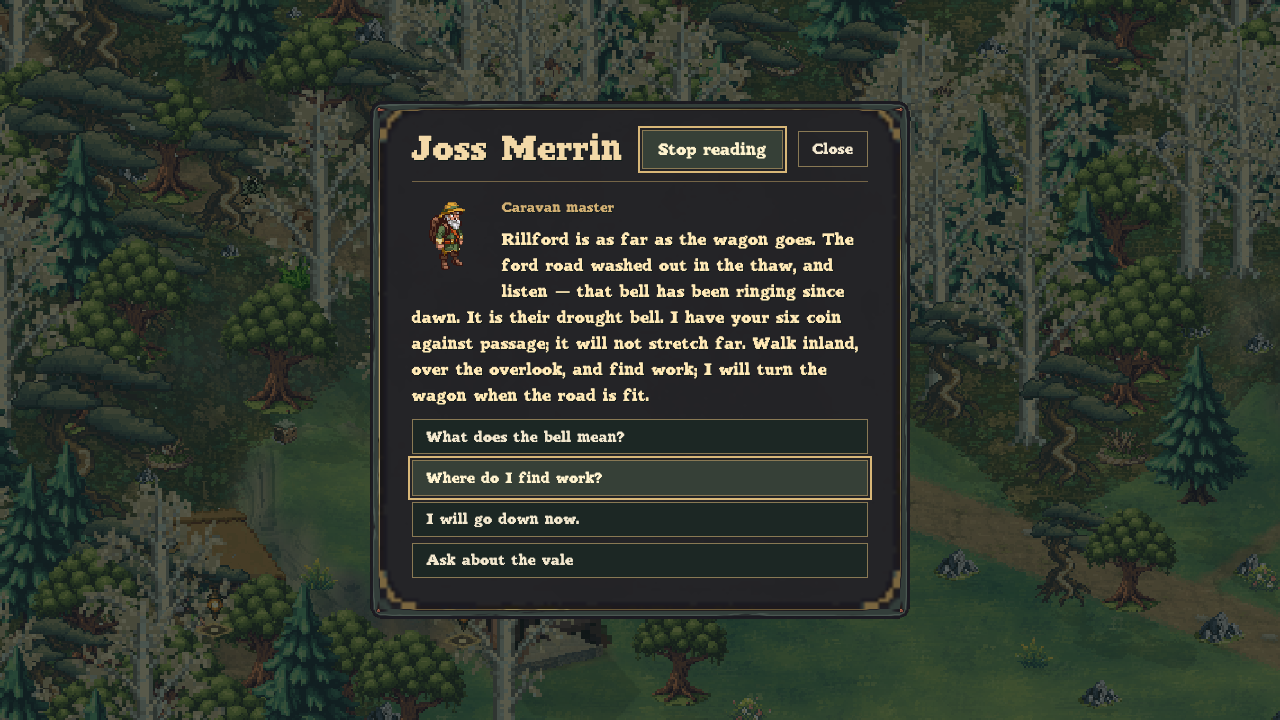 Joss Merrin
Stop reading
Close
Caravan master
Rillford is as far as the wagon goes. The
ford road washed out in the thaw, and
listen — that bell has been ringing since
dawn. It is their drought bell. I have your six coin
against passage; it will not stretch far. Walk inland,
over the overlook, and find work; I will turn the
wagon when the road is fit.
What does the bell mean?
Where do I find work?
I will go down now.
Ask about the vale